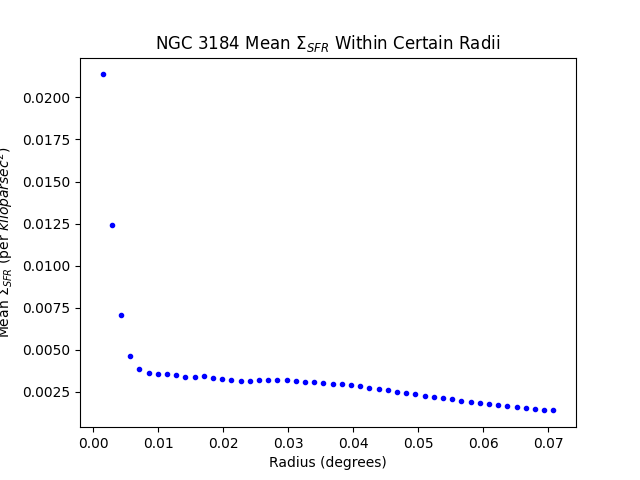 NGC 3184 Mean Σ_SFR Within Certain Radii
Mean Σ_SFR (per kiloparsec²)
0.0200
0.0175
0.0150
0.0125
0.0100
0.0075
0.0050
0.0025
0.00 0.01 0.02 0.03 0.04 0.05 0.06 0.07
Radius (degrees)